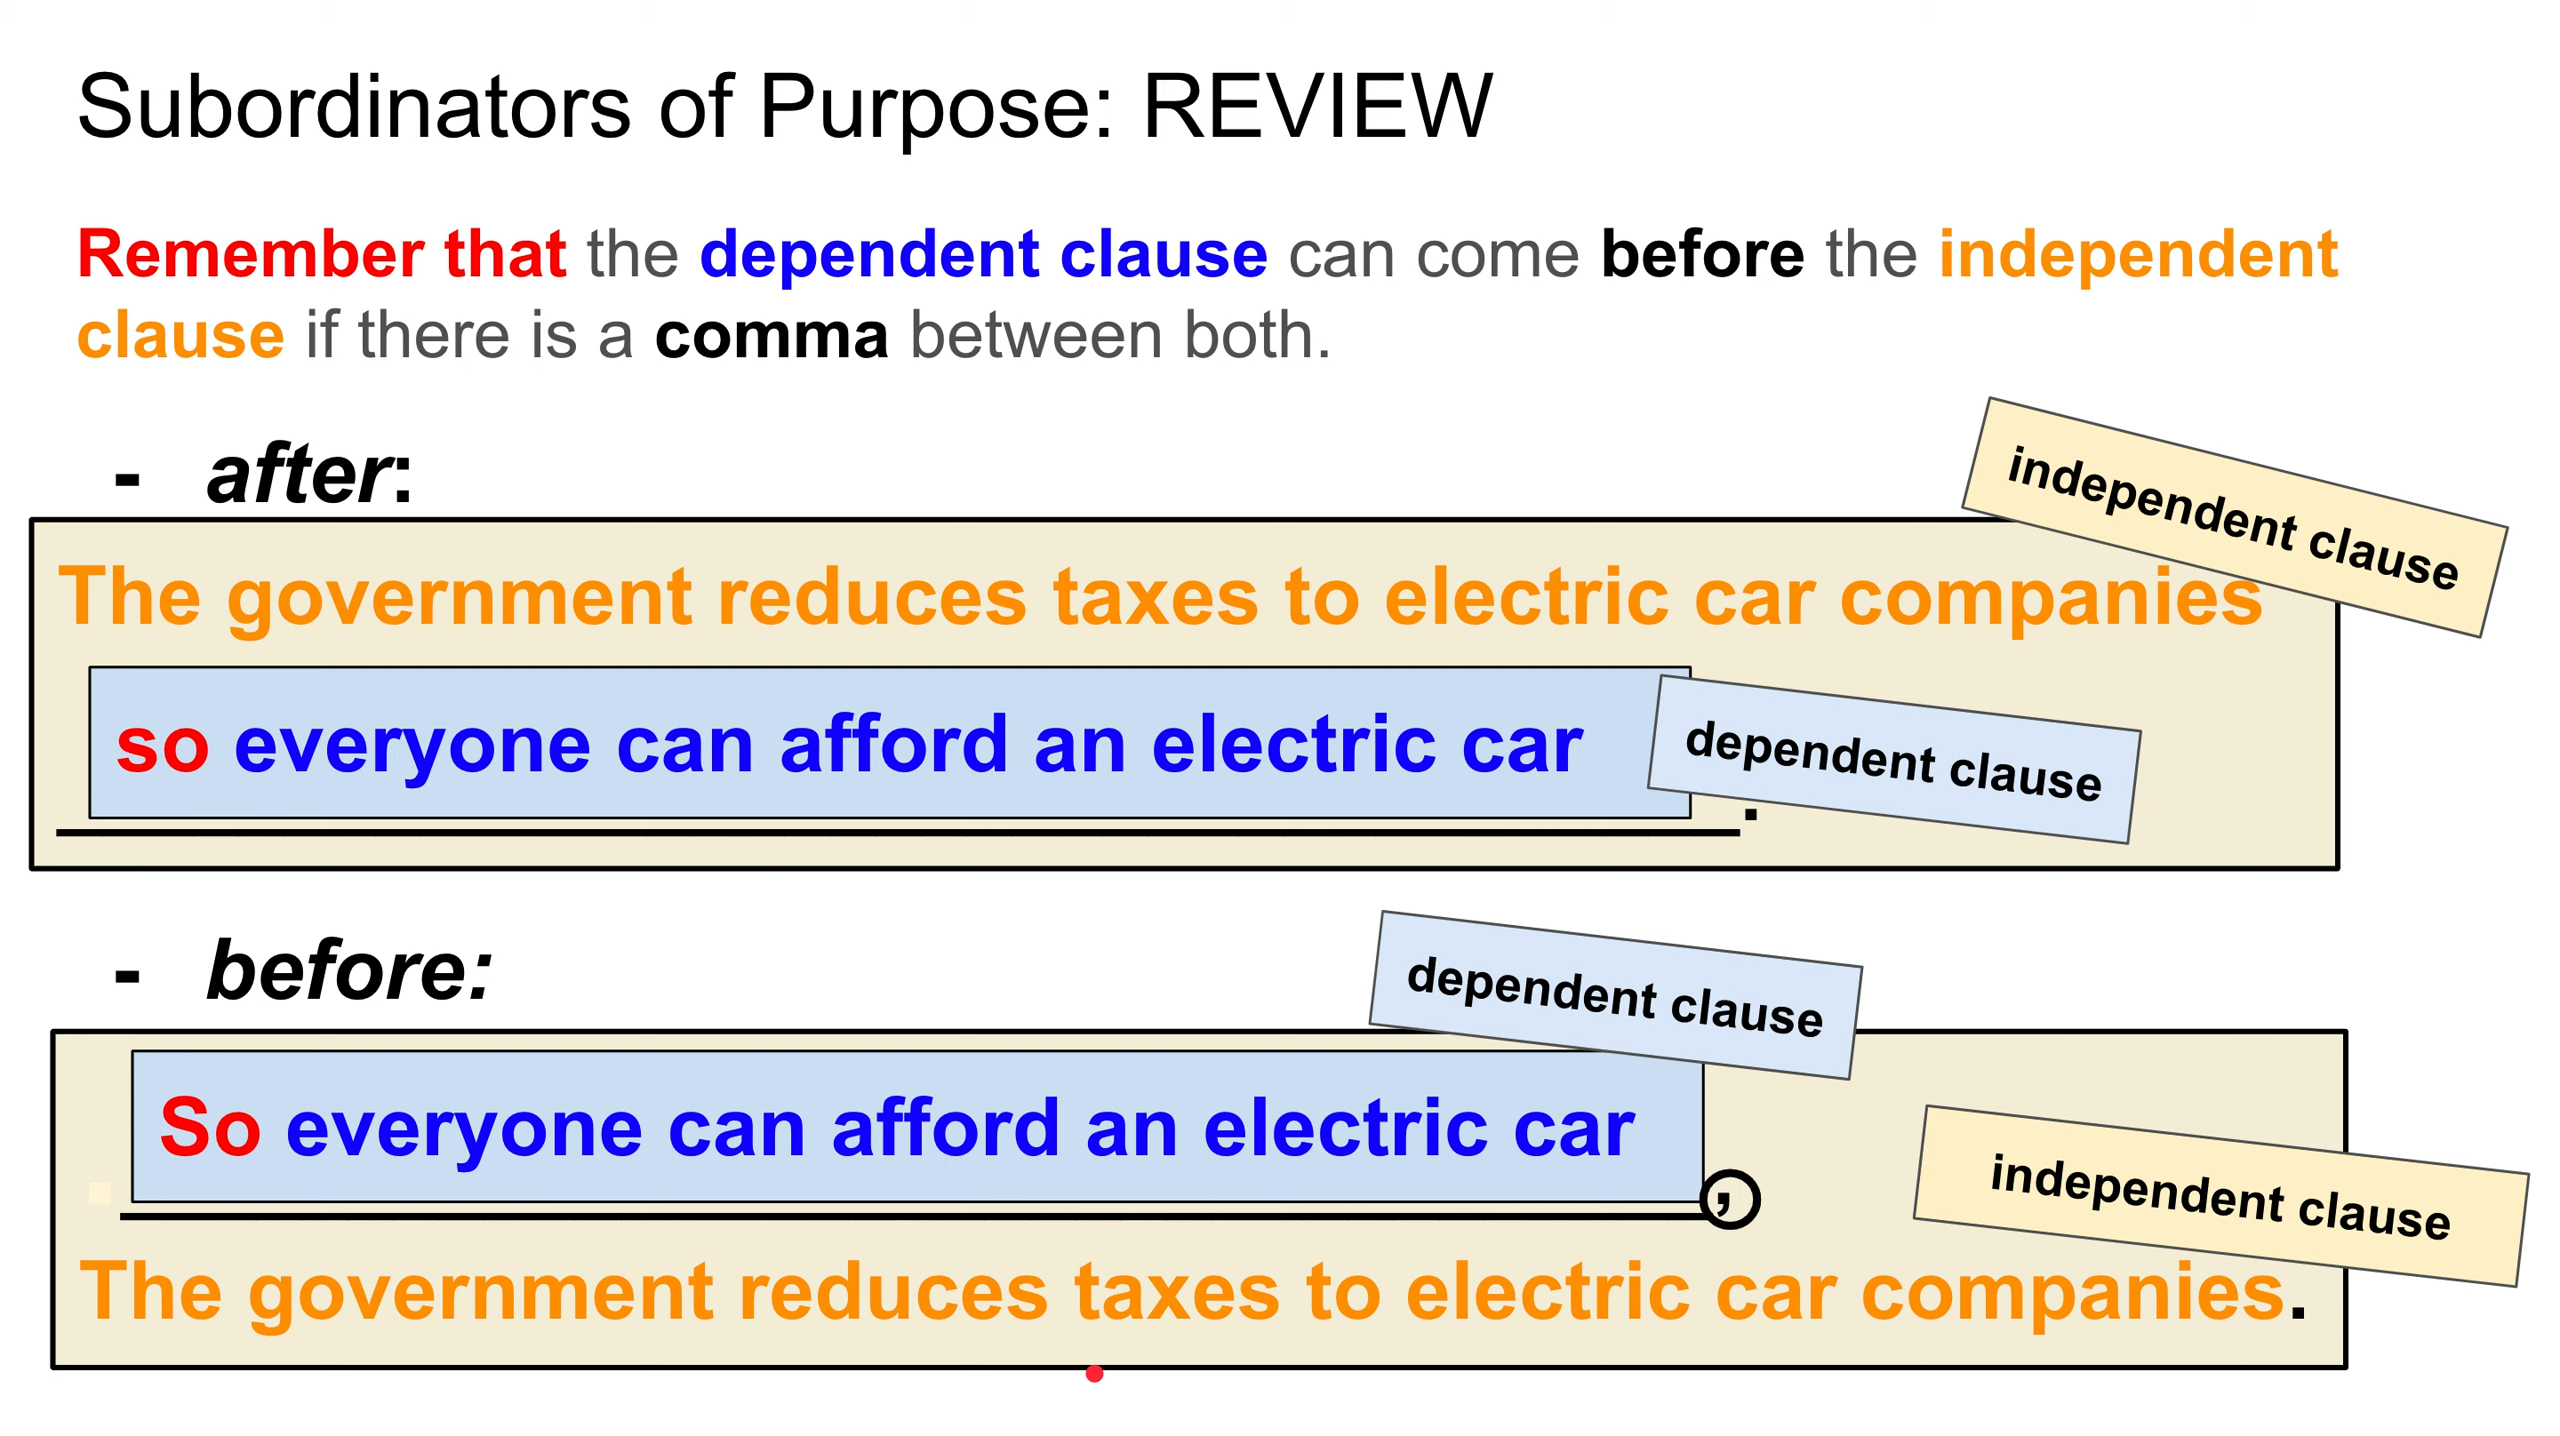 Subordinators of Purpose: REVIEW
Remember that the dependent clause can come before the independent
clause if there is a comma between both.
- after:
independent clause
The government reduces taxes to electric car companies
so everyone can afford an electric car
dependent clause
.
- before:
dependent clause
So everyone can afford an electric car,
independent clause
The government reduces taxes to electric car companies.